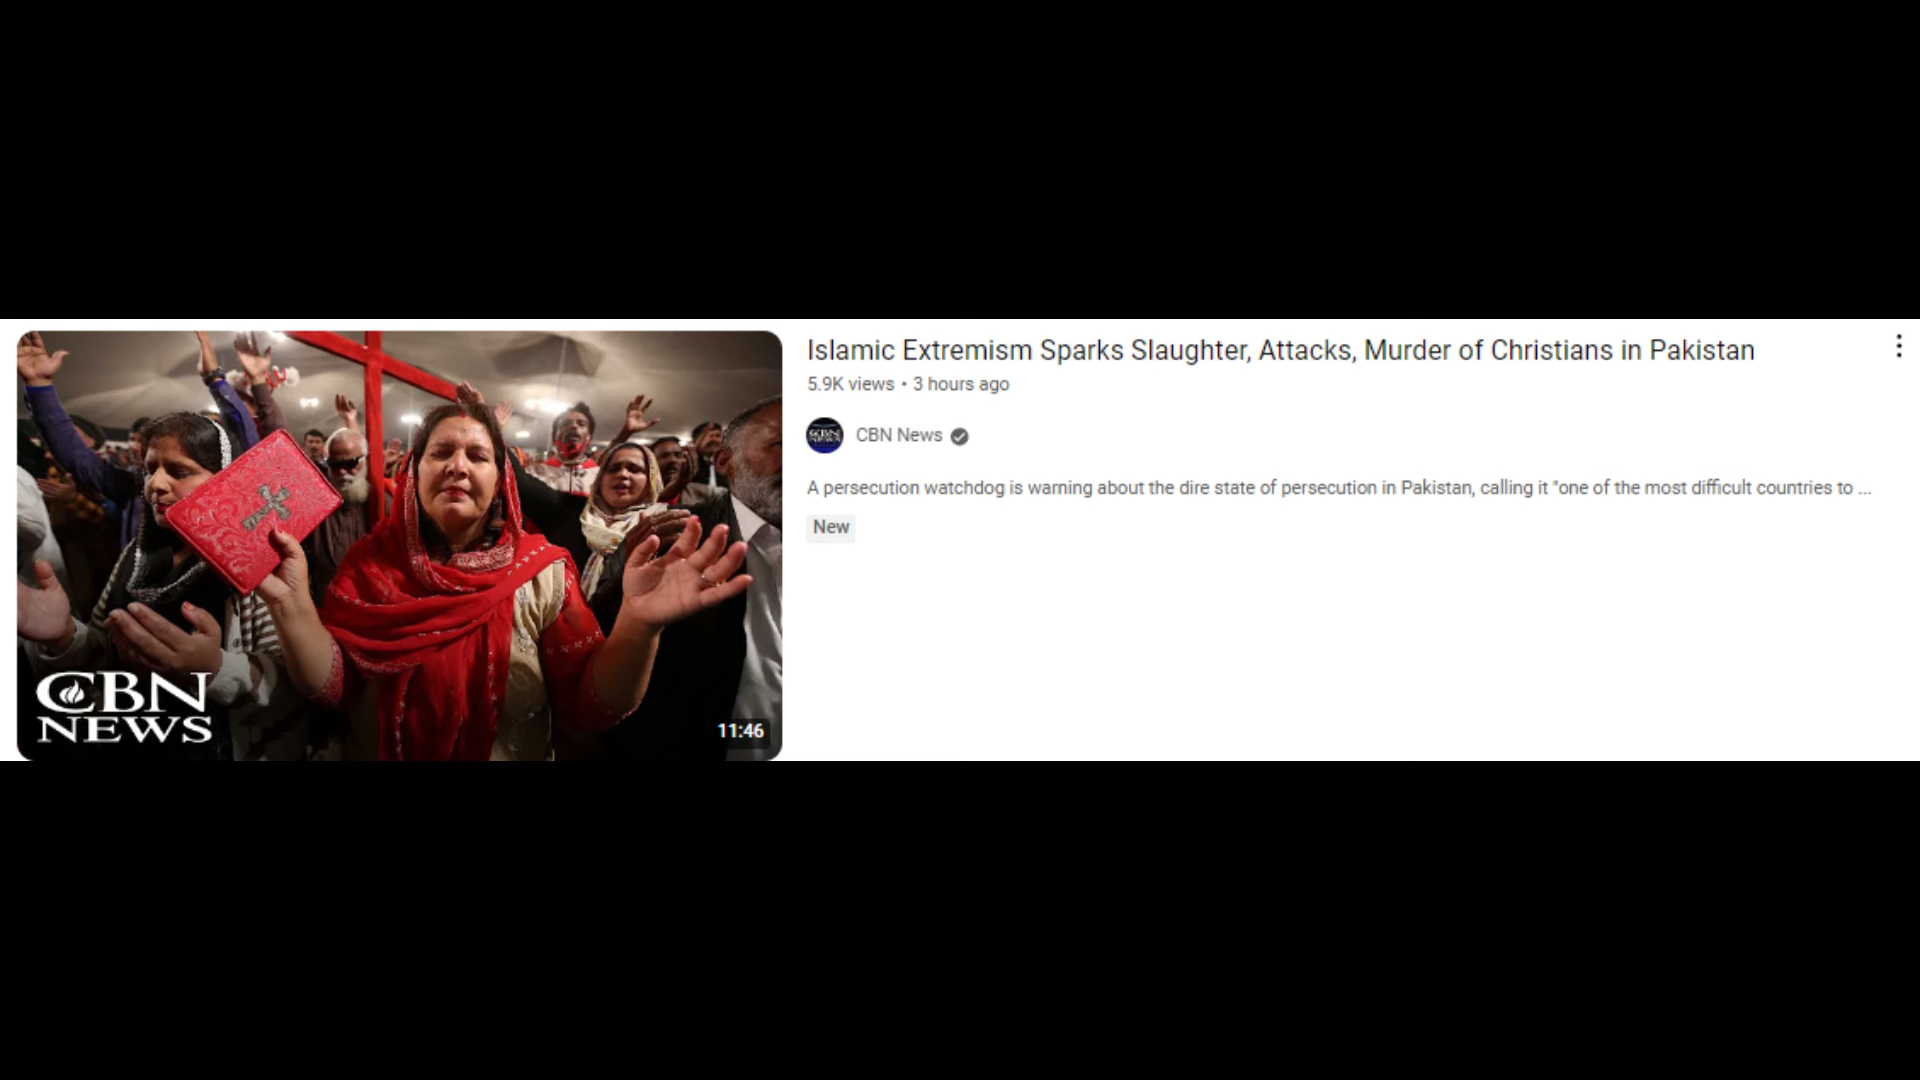 Islamic Extremism Sparks Slaughter, Attacks, Murder of Christians in Pakistan
5.9K views • 3 hours ago
CBN NEWS
CBN News
A persecution watchdog is warning about the dire state of persecution in Pakistan, calling it "one of the most difficult countries to ...
New
CBN
NEWS
11:46